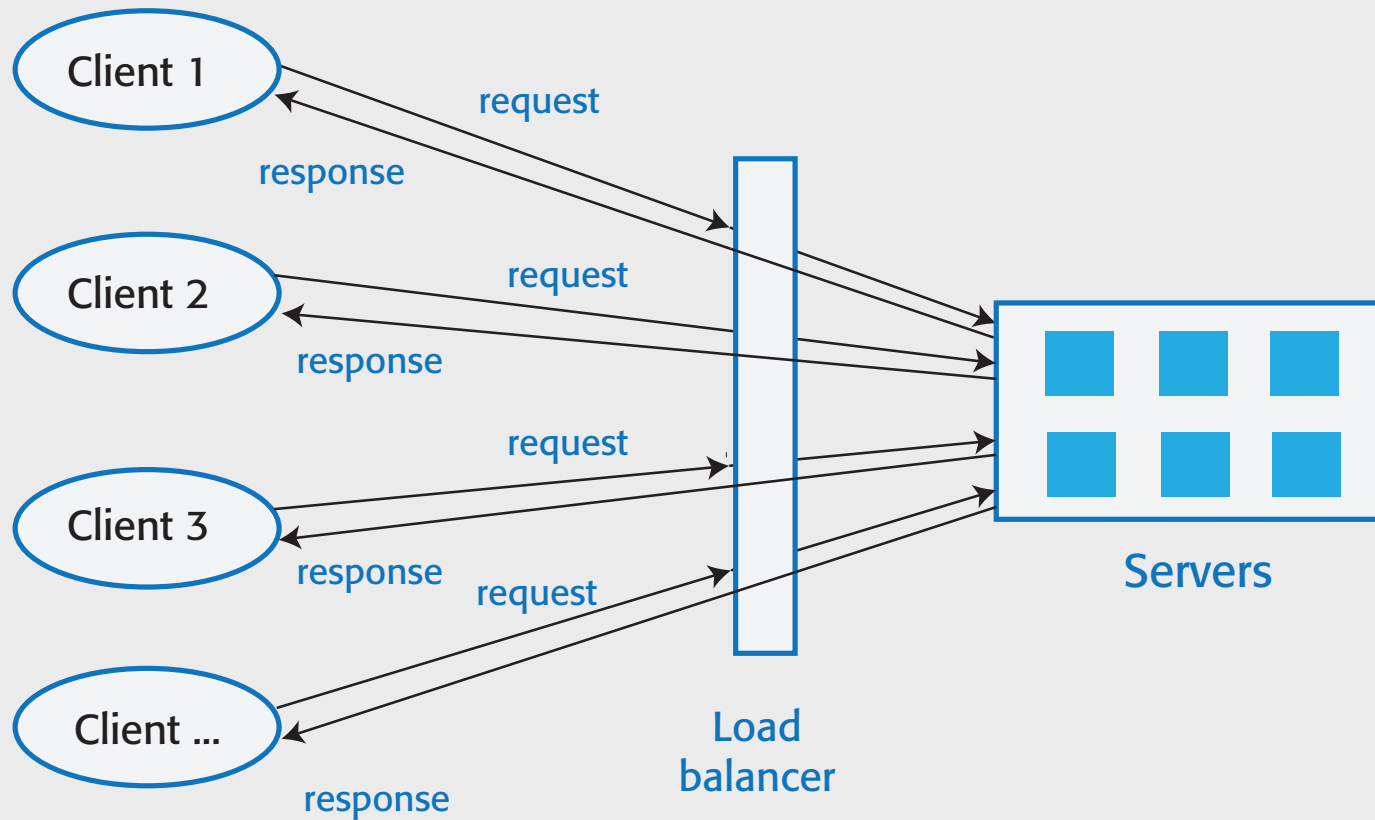 Client 1
request
response
Client 2
request
response
request
Client 3
response
request
Servers
Client ...
Load
balancer
response